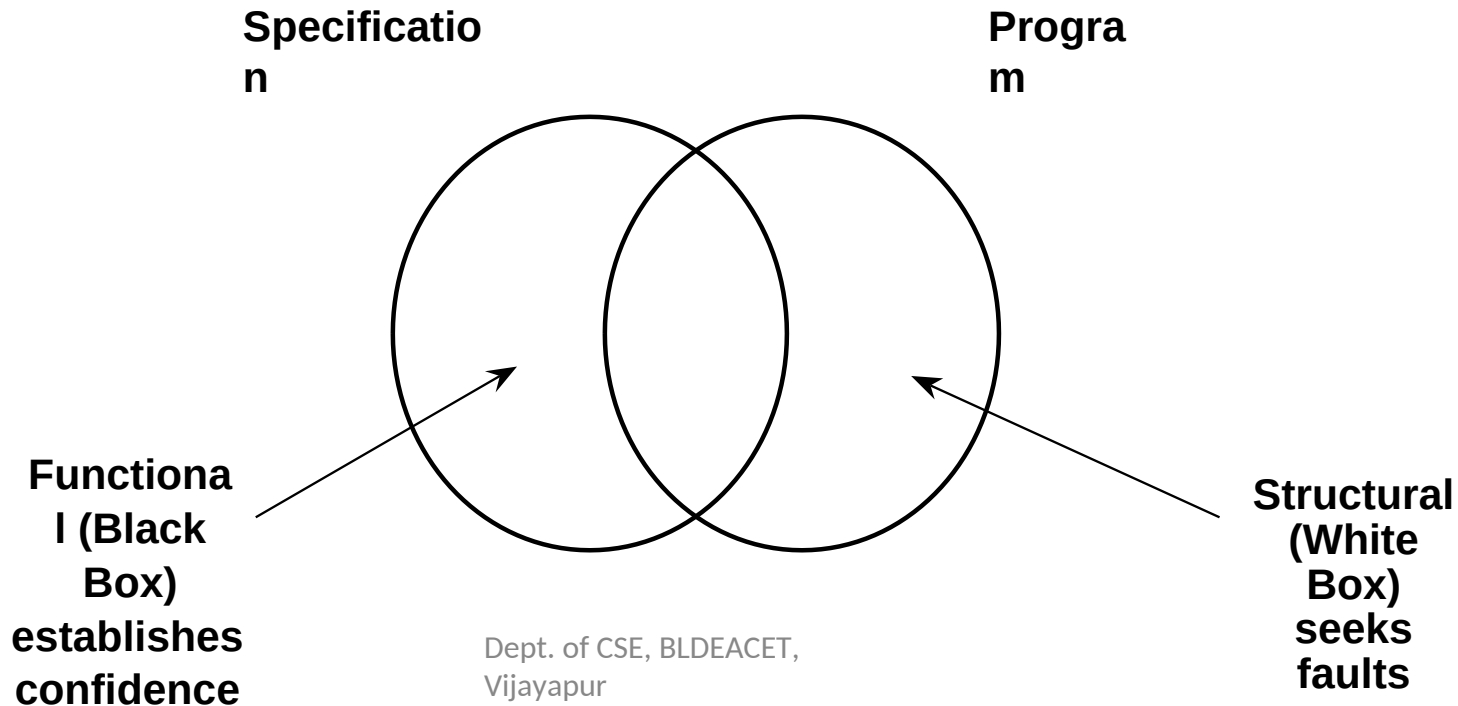 Specificatio
n
Progra
m
Functiona
l (Black
Box)
establishes
confidence
Structural
(White
Box)
seeks
faults
Dept. of CSE, BLDEACET,
Vijayapur